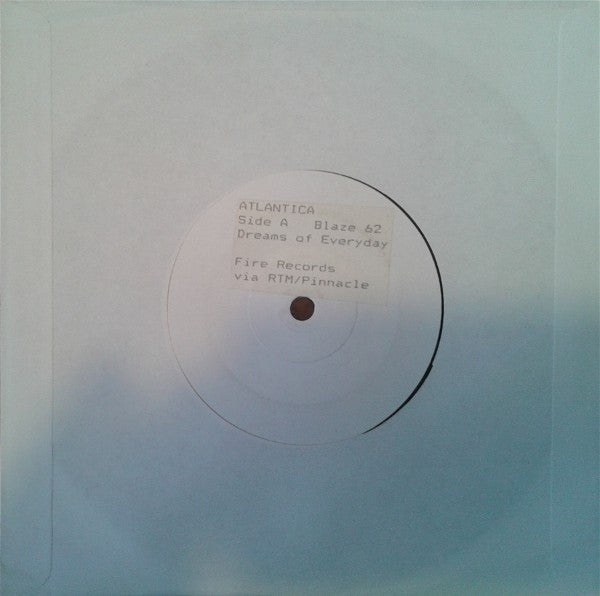 ATLANTICA
Side A   Blaze 62
Dreams of Everyday
Fire Records
via RTM/Pinnacle